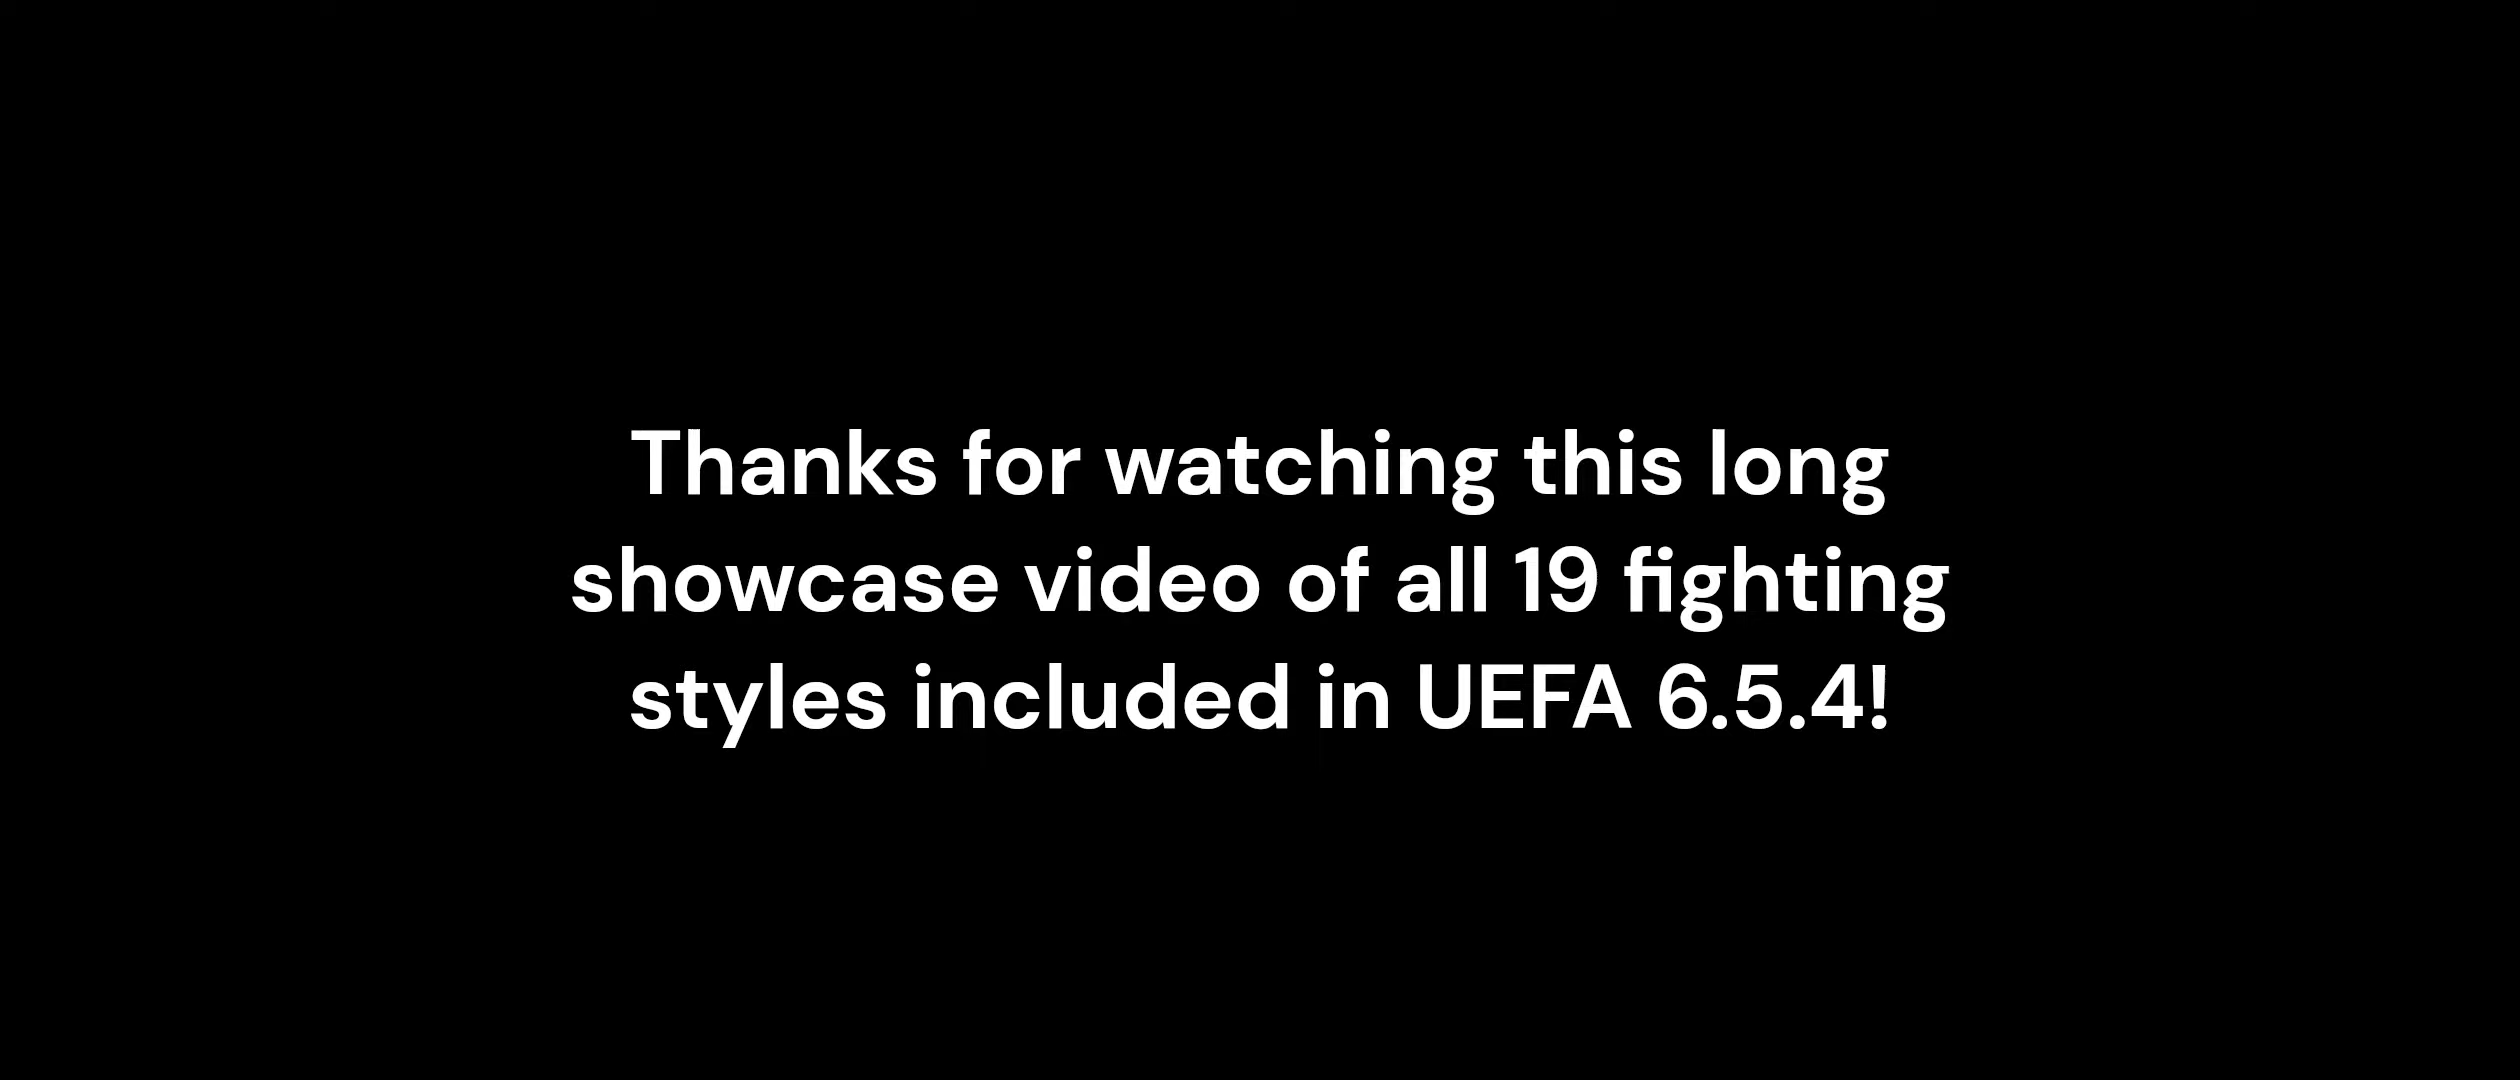 Thanks for watching this long
showcase video of all 19 fighting
styles included in UEFA 6.5.4!